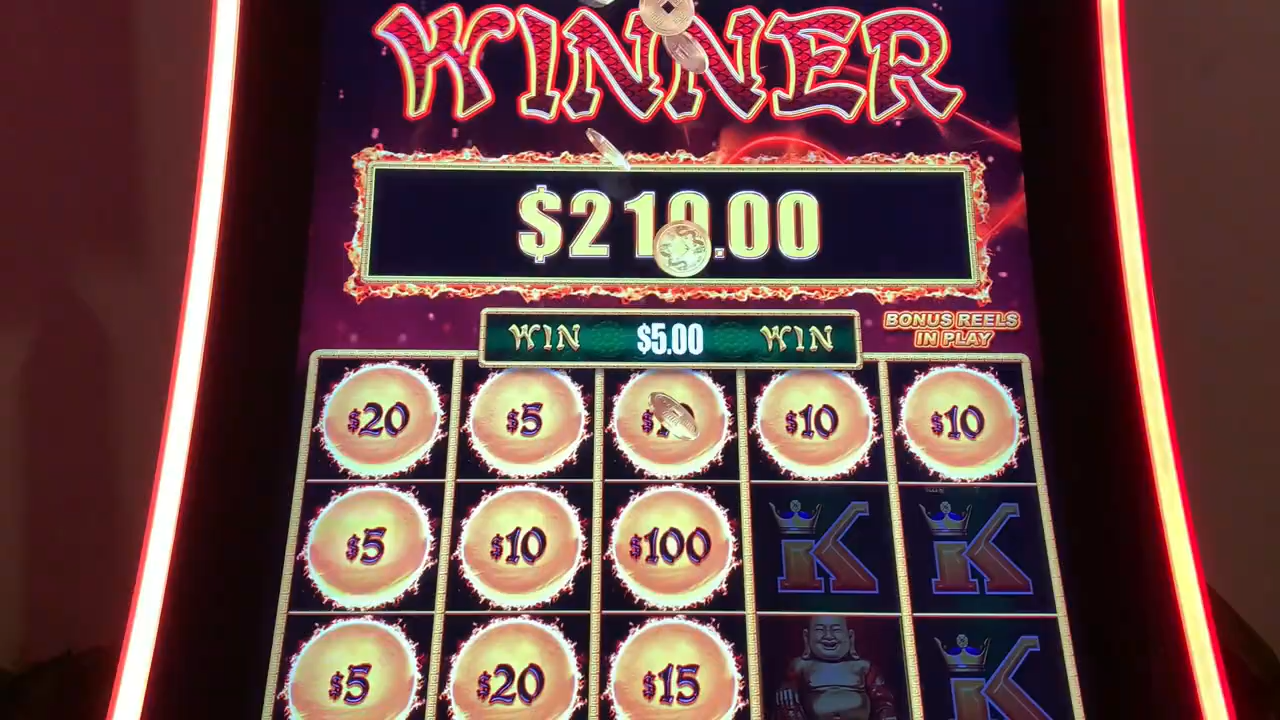 WINNER
$210.00
WIN $5.00 WIN
BONUS REELS
IN PLAY
$20 $5 $10 $10 $10
$5 $10 $100 K K
$5 $20 $15 K